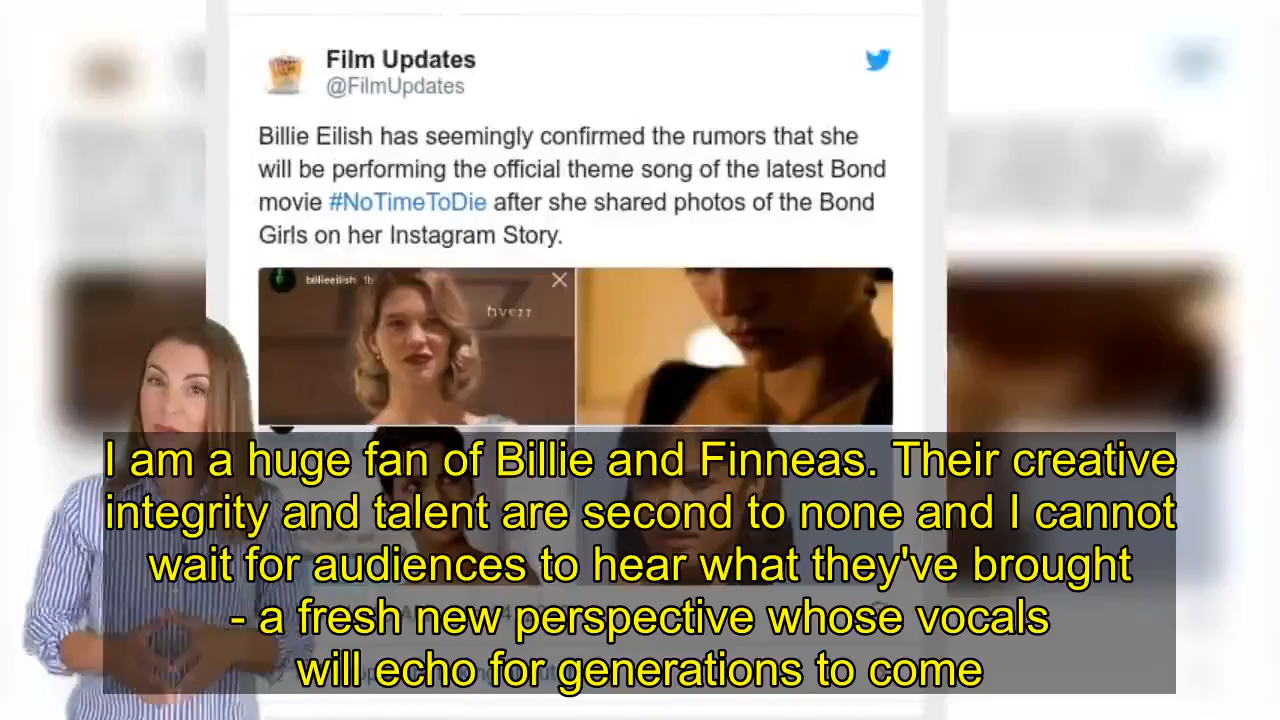 Film Updates
@FilmUpdates
Billie Eilish has seemingly confirmed the rumors that she
will be performing the official theme song of the latest Bond
movie #NoTimeToDie after she shared photos of the Bond
Girls on her Instagram Story.
billieeilish 1h
I am a huge fan of Billie and Finneas. Their creative
integrity and talent are second to none and I cannot
wait for audiences to hear what they've brought
- a fresh new perspective whose vocals
will echo for generations to come